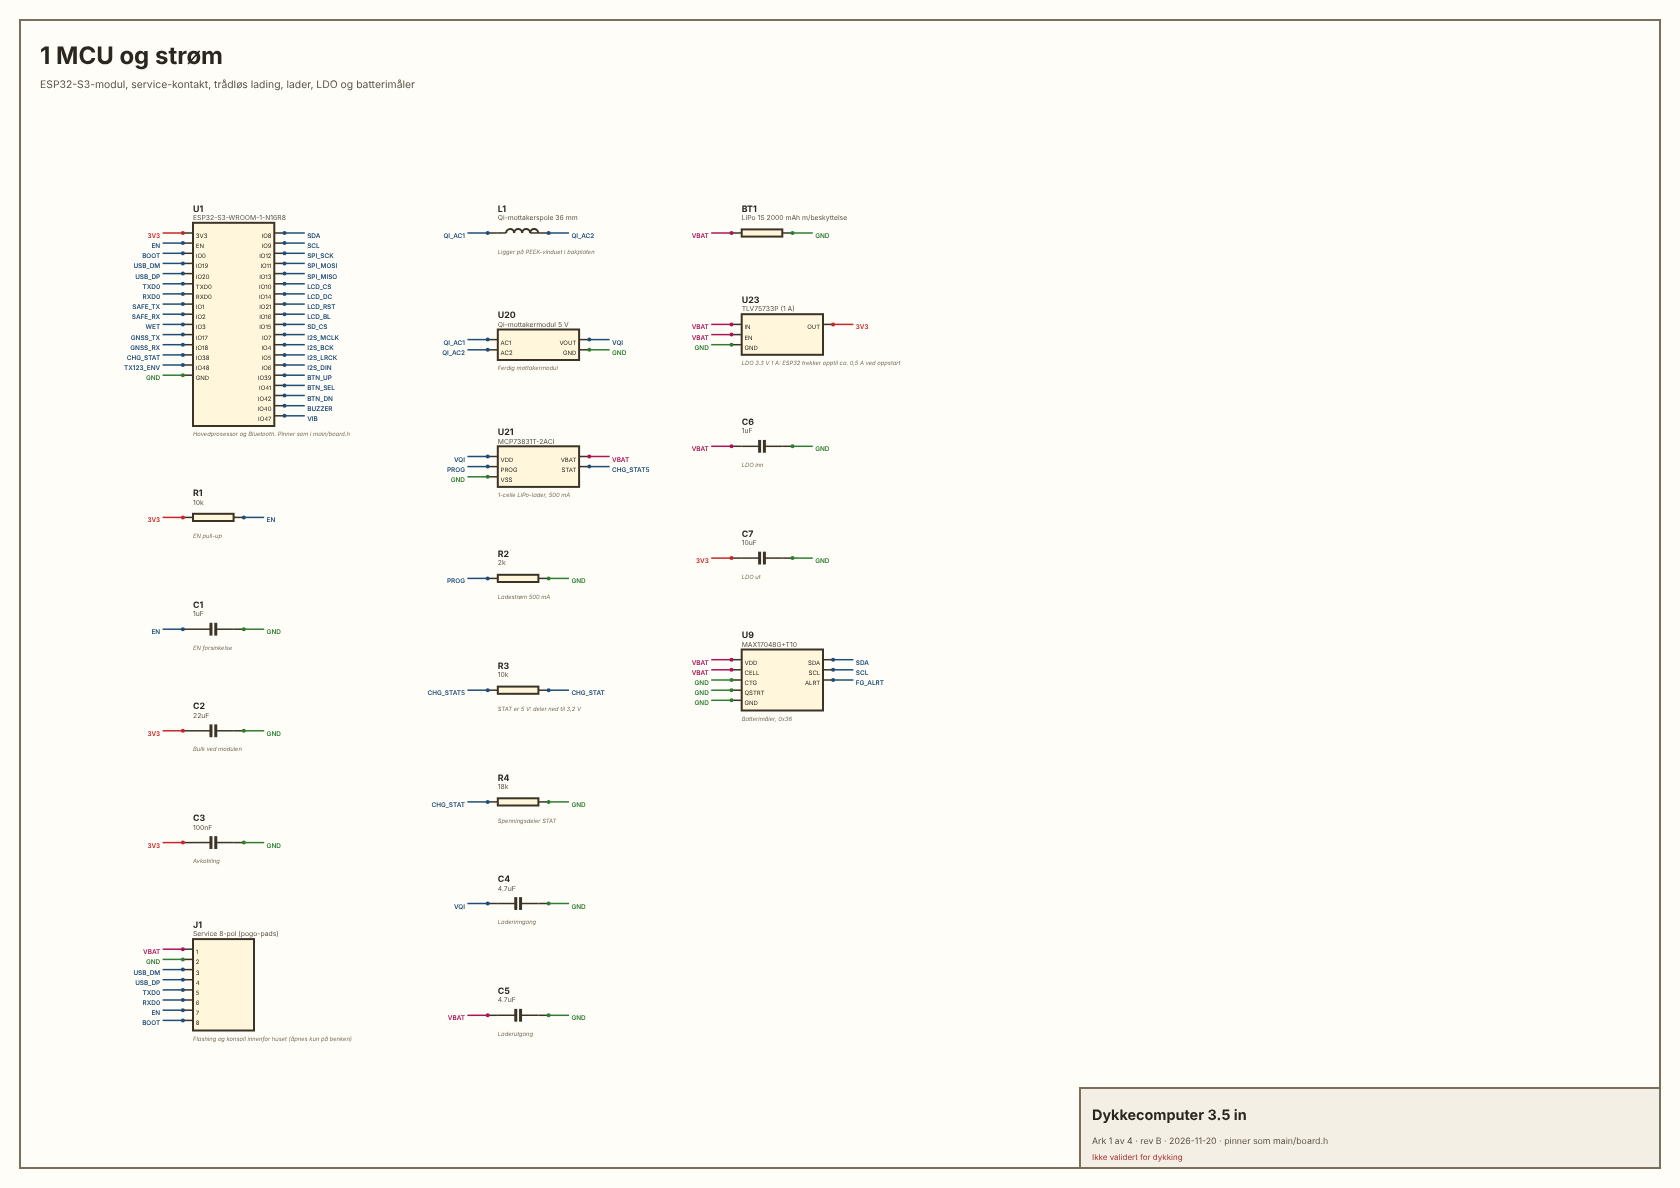 1 MCU og strøm
ESP32-S3-modul, service-kontakt, trådløs lading, lader, LDO og batterimåler
U1
ESP32-S3-WROOM-1-N16R8
3V3 3V3 IO8 SDA
EN EN IO9 SCL
BOOT IO0 IO12 SPI_SCK
USB_DM IO19 IO11 SPI_MOSI
USB_DP IO20 IO13 SPI_MISO
TXD0 TXD0 IO10 LCD_CS
RXD0 RXD0 IO14 LCD_DC
SAFE_TX IO1 IO21 LCD_RST
SAFE_RX IO2 IO16 LCD_BL
WET IO3 IO15 SD_CS
GNSS_TX IO17 IO7 I2S_MCLK
GNSS_RX IO18 IO4 I2S_BCK
CHG_STAT IO38 IO5 I2S_LRCK
TX123_ENV IO48 IO6 I2S_DIN
GND GND IO39 BTN_UP
IO41 BTN_SEL
IO42 BTN_DN
IO40 BUZZER
IO47 VIB
Hovedprosessor og Bluetooth. Pinner som i main/board.h
R1
10k
3V3 EN
EN pull-up
C1
1uF
EN GND
EN forsinkelse
C2
22uF
3V3 GND
Bulk ved modulen
C3
100nF
3V3 GND
Avkobling
J1
Service 8-pol (pogo-pads)
VBAT 1
GND 2
USB_DM 3
USB_DP 4
TXD0 5
RXD0 6
EN 7
BOOT 8
Flashing og konsoll innenfor huset (åpnes kun på benken)
L1
Qi-mottakerspole 36 mm
QI_AC1 QI_AC2
Ligger på PEEK-vinduet i bakplaten
U20
Qi-mottakermodul 5 V
QI_AC1 AC1 VOUT VQI
QI_AC2 AC2 GND GND
Ferdig mottakermodul
U21
MCP73831T-2ACI
VQI VDD VBAT VBAT
PROG PROG STAT CHG_STAT5
GND VSS
1-celle LiPo-lader, 500 mA
R2
2k
PROG GND
Ladestrøm 500 mA
R3
10k
CHG_STAT5 CHG_STAT
STAT er 5 V: deler ned til 3,2 V
R4
18k
CHG_STAT GND
Spenningsdeler STAT
C4
4.7uF
VQI GND
Laderinngang
C5
4.7uF
VBAT GND
Laderutgang
BT1
LiPo 1S 2000 mAh m/beskyttelse
VBAT GND
U23
TLV75733P (1 A)
VBAT IN OUT 3V3
VBAT EN
GND GND
LDO 3.3 V 1 A: ESP32 trekker opptil ca. 0,5 A ved oppstart
C6
1uF
VBAT GND
LDO inn
C7
10uF
3V3 GND
LDO ut
U9
MAX17048G+T10
VBAT VDD SDA SDA
VBAT CELL SCL SCL
GND CTG ALRT FG_ALRT
GND QSTRT
GND GND
Batterimåler, 0x36
Dykkecomputer 3.5 in
Ark 1 av 4 · rev B · 2026-11-20 · pinner som main/board.h
Ikke validert for dykking